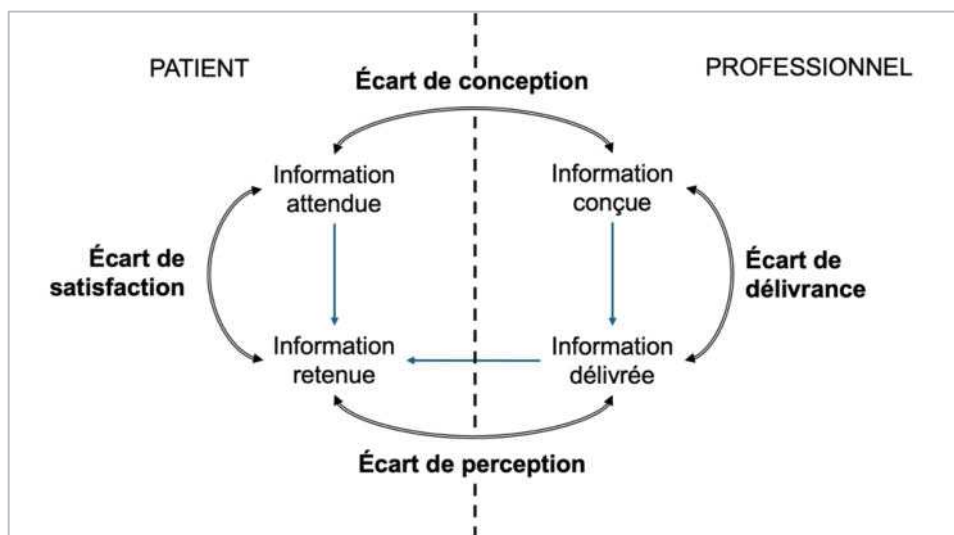 PATIENT
PROFESSIONNEL
Écart de conception
Information
attendue
Information
conçue
Écart de
satisfaction
Écart de
délivrance
Information
retenue
Information
délivrée
Écart de perception